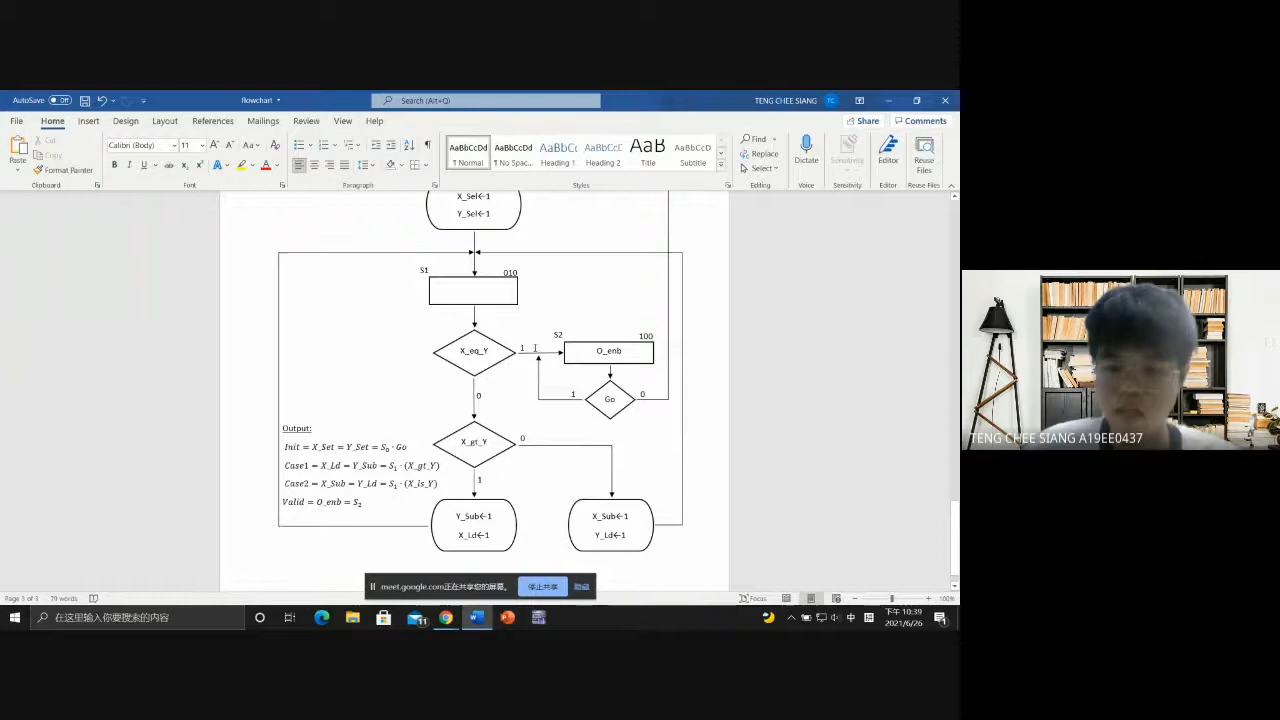 AutoSave Off
flowchart
Search (Alt+Q)
TENG CHEE SIANG TC
File Home Insert Design Layout References Mailings Review View Help
Share Comments
Paste
Cut
Copy
Format Painter
Calibri (Body) 11
AaBbCcDd AaBbCcDd AaBbCc AaBbCcD AaB AaBbCcD
¶ Normal ¶ No Spac... Heading 1 Heading 2 Title Subtitle
Find
Replace
Select
Dictate
Sensitivity
Editor
Reuse Files
Clipboard Font Paragraph Styles Editing Voice Sensitivity Editor Reuse Files
X_Sel←1
Y_Sel←1
S1 010
X_eq_Y
1
0
S2 100
O_enb
Go
1
0
X_gt_Y
0
1
Output:
Init = X_Set = Y_Set = S₀ · Go
Case1 = X_Ld = Y_Sub = S₁ · (X_gt_Y)
Case2 = X_Sub = Y_Ld = S₁ · (X_ls_Y)
Valid = O_enb = S₂
Y_Sub←1
X_Ld←1
X_Sub←1
Y_Ld←1
meet.google.com正在共享您的屏幕。 停止共享 隐藏
Page 3 of 3 79 words
Focus 100%
在这里输入你要搜索的内容
11
中
下午 10:39
2021/6/26
1
TENG CHEE SIANG A19EE0437